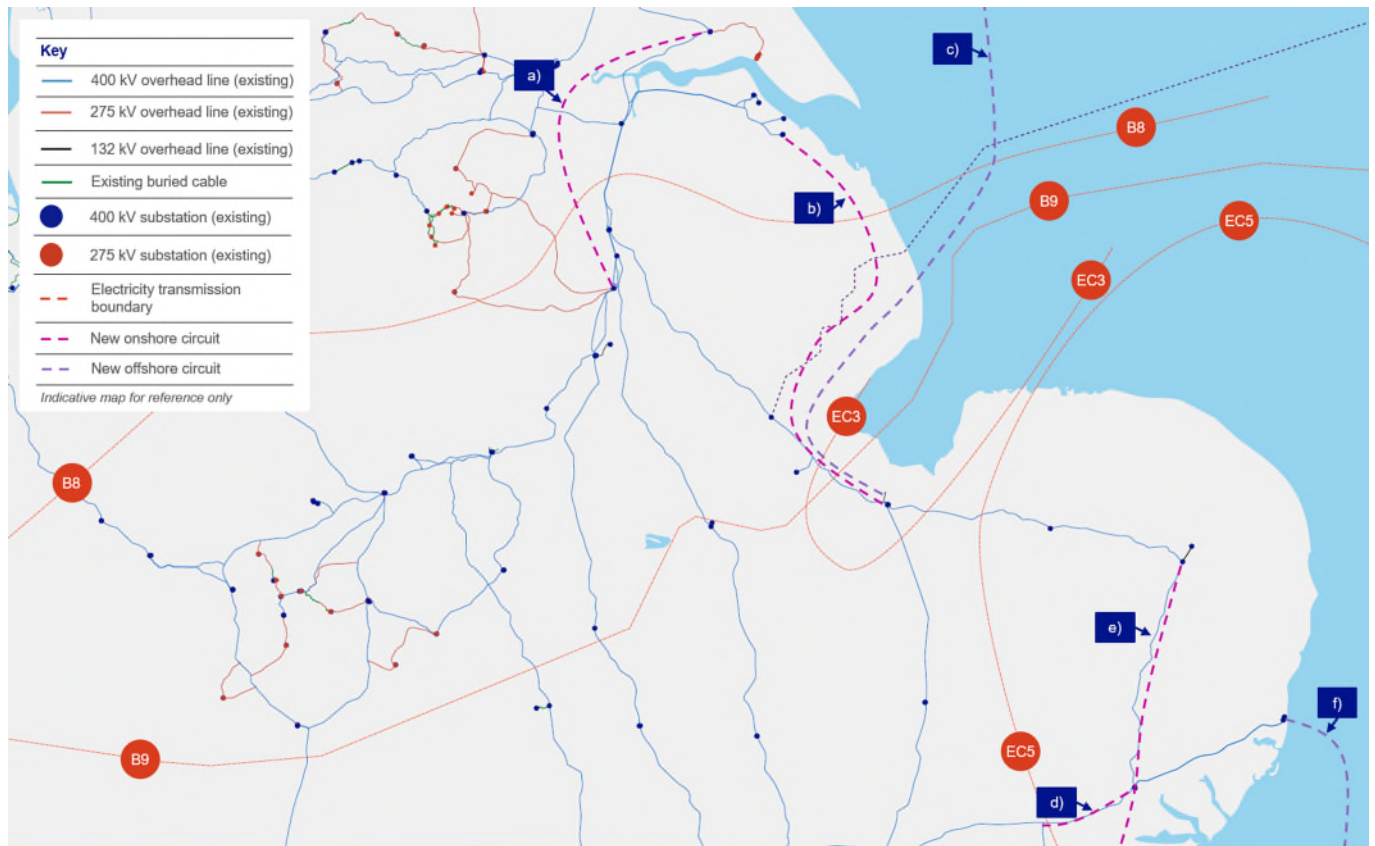 Key
400 kV overhead line (existing)
275 kV overhead line (existing)
132 kV overhead line (existing)
Existing buried cable
400 kV substation (existing)
275 kV substation (existing)
Electricity transmission
boundary
New onshore circuit
New offshore circuit
Indicative map for reference only
a)
c)
B8
b)
B9
EC5
EC3
EC3
B8
e)
f)
B9
EC5
d)